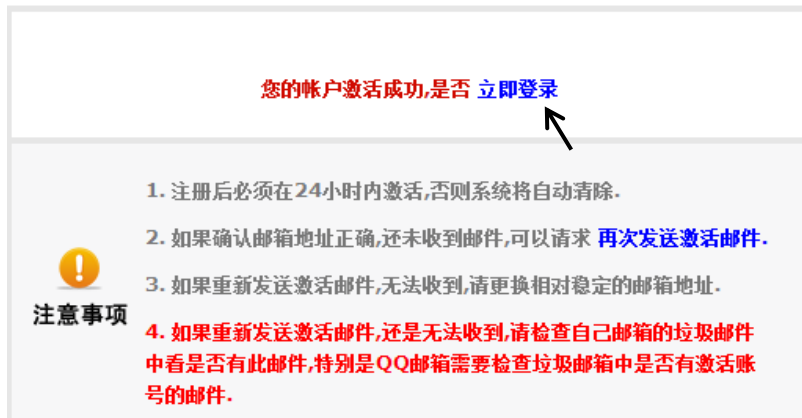 您的帐户激活成功,是否 立即登录
1. 注册后必须在24小时内激活,否则系统将自动清除.
2. 如果确认邮箱地址正确,还未收到邮件,可以请求 再次发送激活邮件.
3. 如果重新发送激活邮件,无法收到,请更换相对稳定的邮箱地址.
注意事项
4. 如果重新发送激活邮件,还是无法收到,请检查自己邮箱的垃圾邮件
中看是否有此邮件,特别是QQ邮箱需要检查垃圾邮箱中是否有激活账
号的邮件.